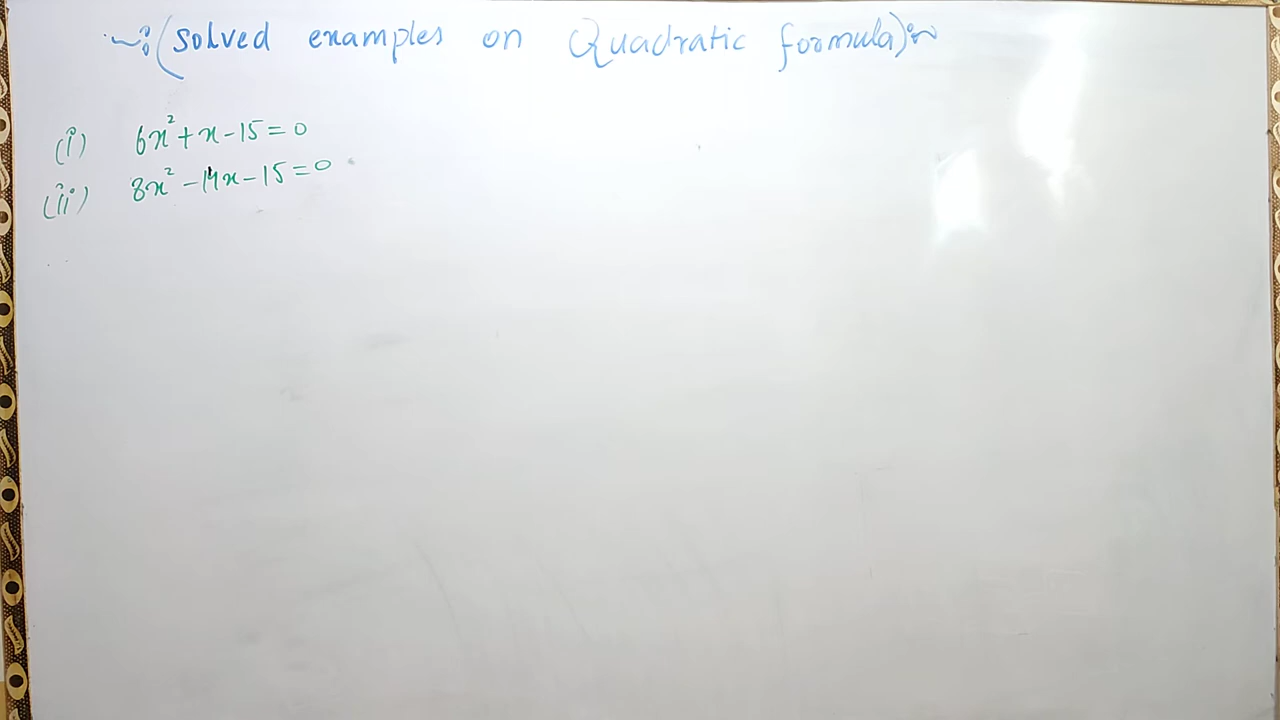 ~:(Solved examples on Quadratic formula):~
(i) 6x²+x-15=0
(ii) 8x²-14x-15=0